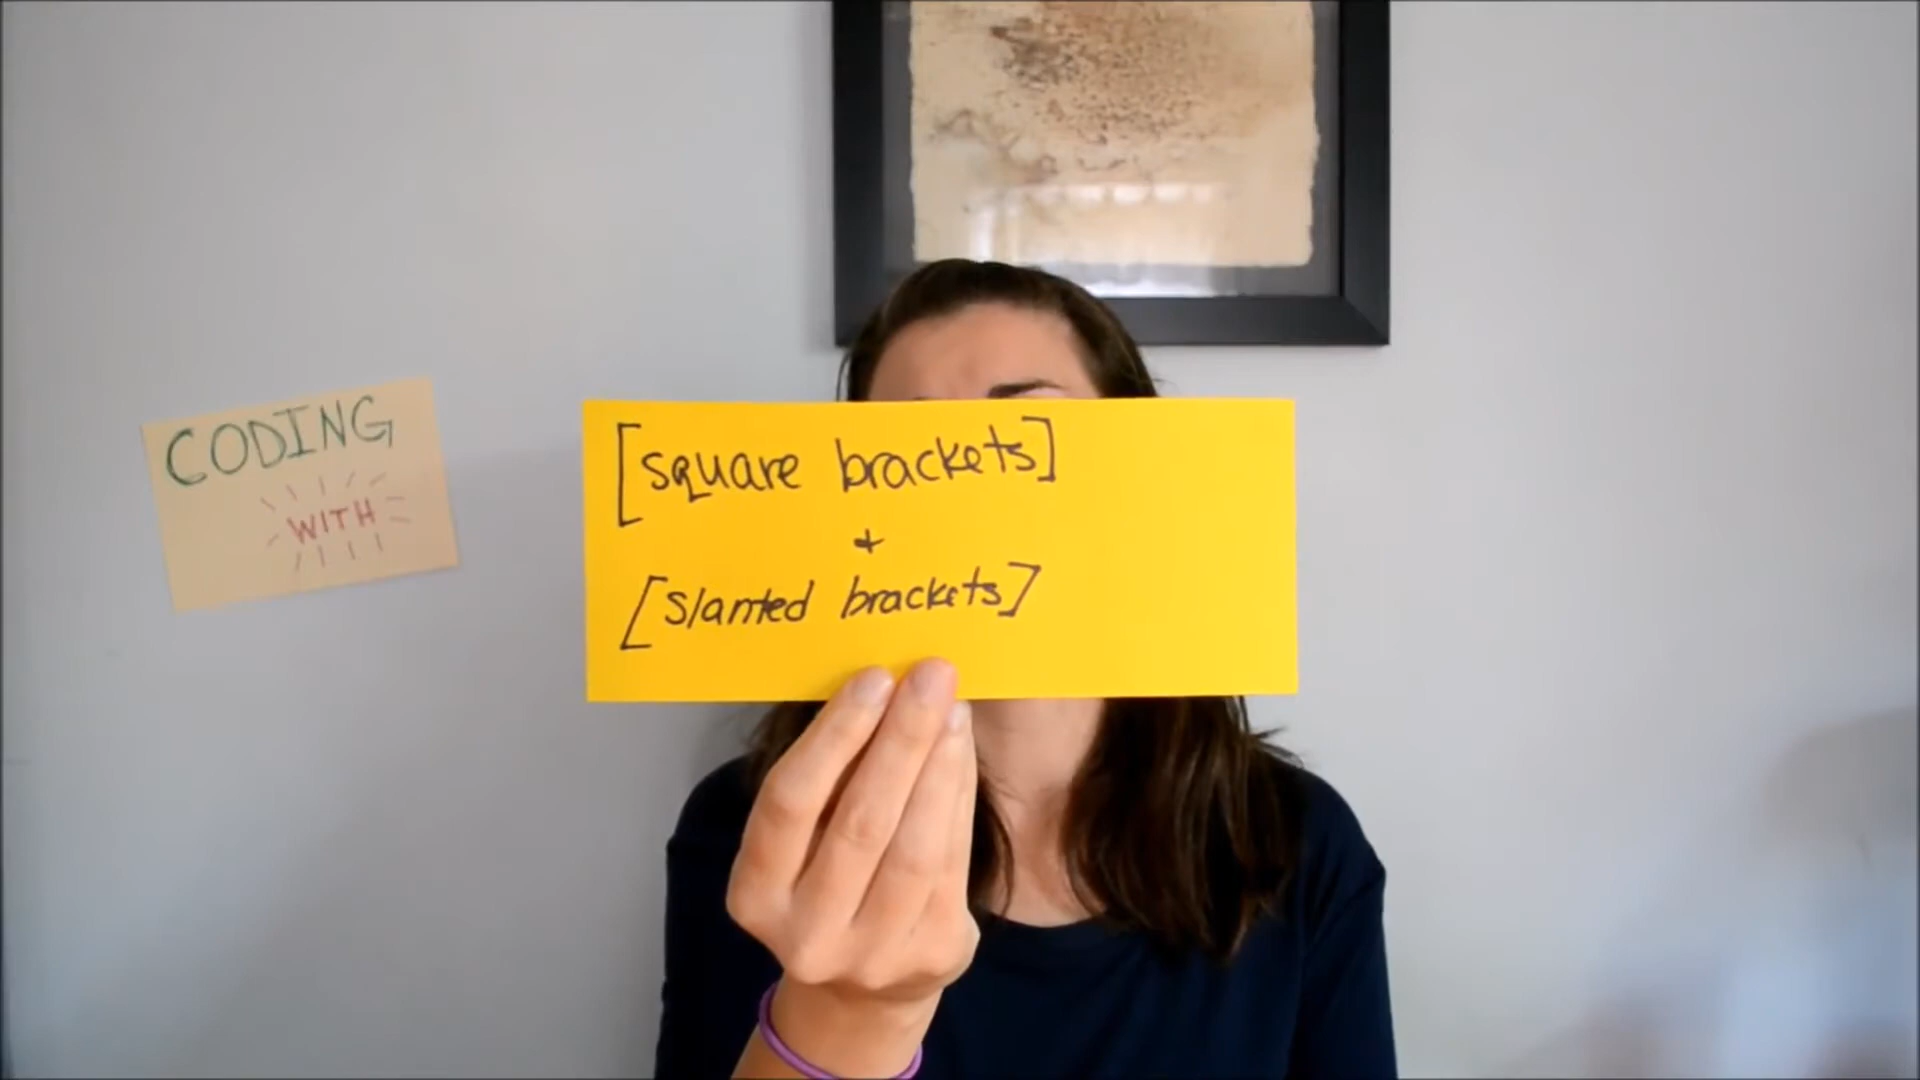 CODING
WITH
[square brackets]
+
[slanted brackets]